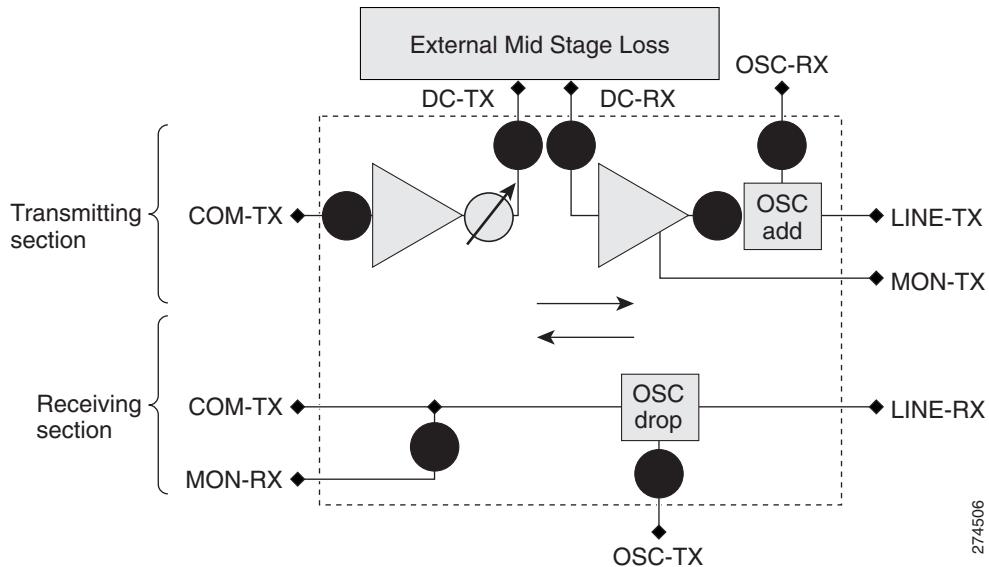 External Mid Stage Loss
OSC-RX
DC-TX
DC-RX
Transmitting
section
COM-TX
OSC
add
LINE-TX
MON-TX
Receiving
section
COM-TX
OSC
drop
LINE-RX
MON-RX
OSC-TX
274506